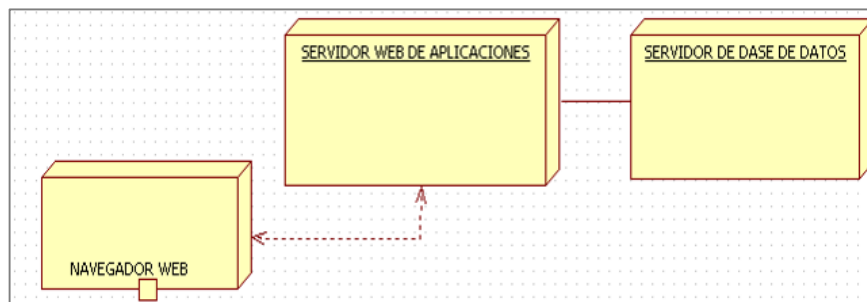 SERVIDOR WEB DE APLICACIONES
SERVIDOR DE DASE DE DATOS
NAVEGADOR WEB